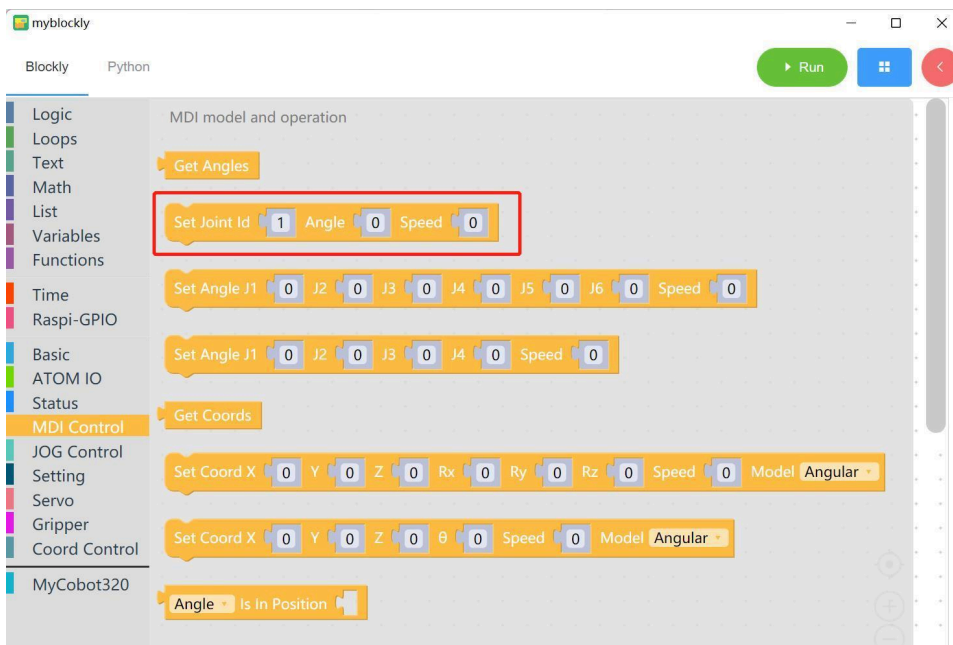 myblockly
Blockly Python
Run
Logic
Loops
Text
Math
List
Variables
Functions
Time
Raspi-GPIO
Basic
ATOM IO
Status
MDI Control
JOG Control
Setting
Servo
Gripper
Coord Control
MyCobot320
MDI model and operation
Get Angles
Set Joint Id 1 Angle 0 Speed 0
Set Angle J1 0 J2 0 J3 0 J4 0 J5 0 J6 0 Speed 0
Set Angle J1 0 J2 0 J3 0 J4 0 Speed 0
Get Coords
Set Coord X 0 Y 0 Z 0 Rx 0 Ry 0 Rz 0 Speed 0 Model Angular
Set Coord X 0 Y 0 Z 0 θ 0 Speed 0 Model Angular
Angle Is In Position